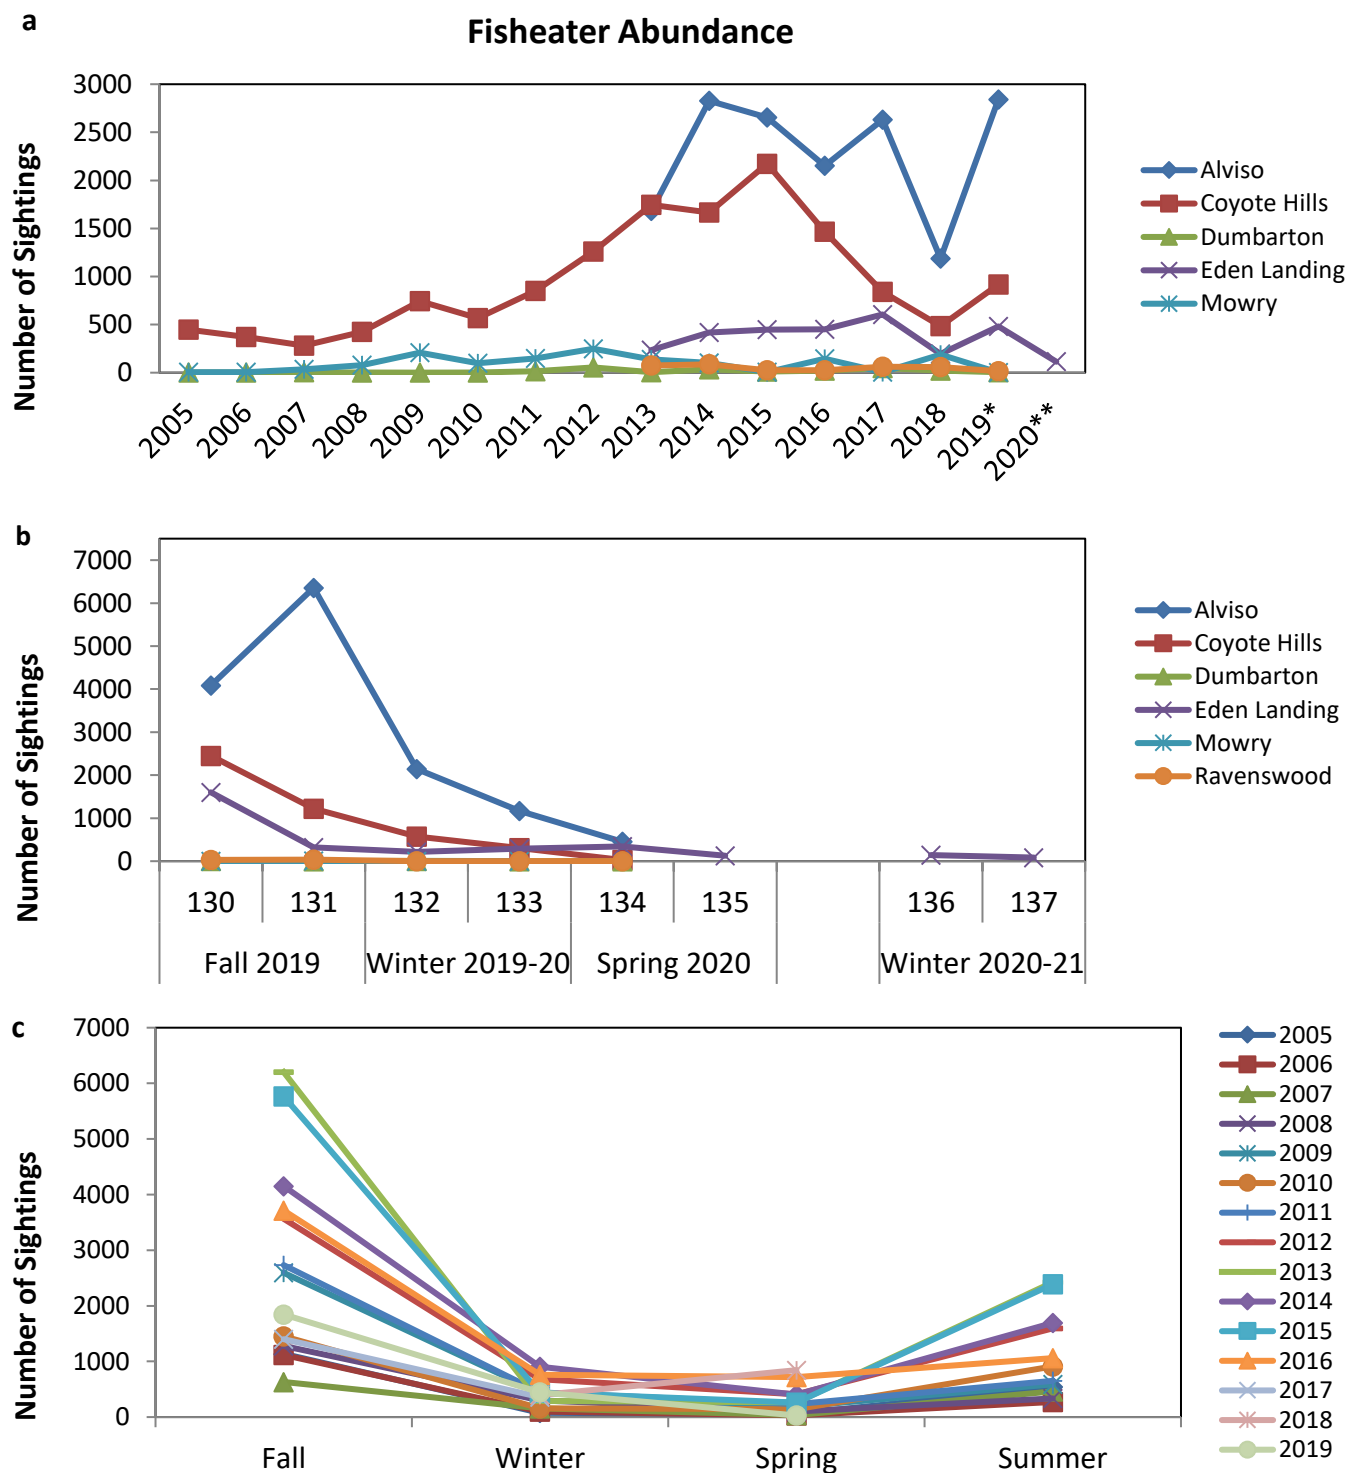 a
Fisheater Abundance
Number of Sightings
3000
2500
2000
1500
1000
500
0
2005
2006
2007
2008
2009
2010
2011
2012
2013
2014
2015
2016
2017
2018
2019*
2020**
Alviso
Coyote Hills
Dumbarton
Eden Landing
Mowry
b
Number of Sightings
7000
6000
5000
4000
3000
2000
1000
0
130
131
132
133
134
135
136
137
Fall 2019
Winter 2019-20
Spring 2020
Winter 2020-21
Alviso
Coyote Hills
Dumbarton
Eden Landing
Mowry
Ravenswood
c
Number of Sightings
7000
6000
5000
4000
3000
2000
1000
0
Fall
Winter
Spring
Summer
2005
2006
2007
2008
2009
2010
2011
2012
2013
2014
2015
2016
2017
2018
2019